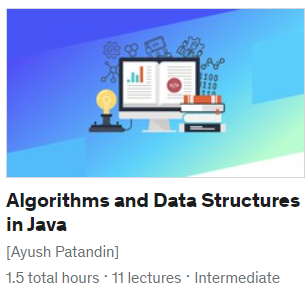 Algorithms and Data Structures
in Java
[Ayush Patandin]
1.5 total hours · 11 lectures · Intermediate